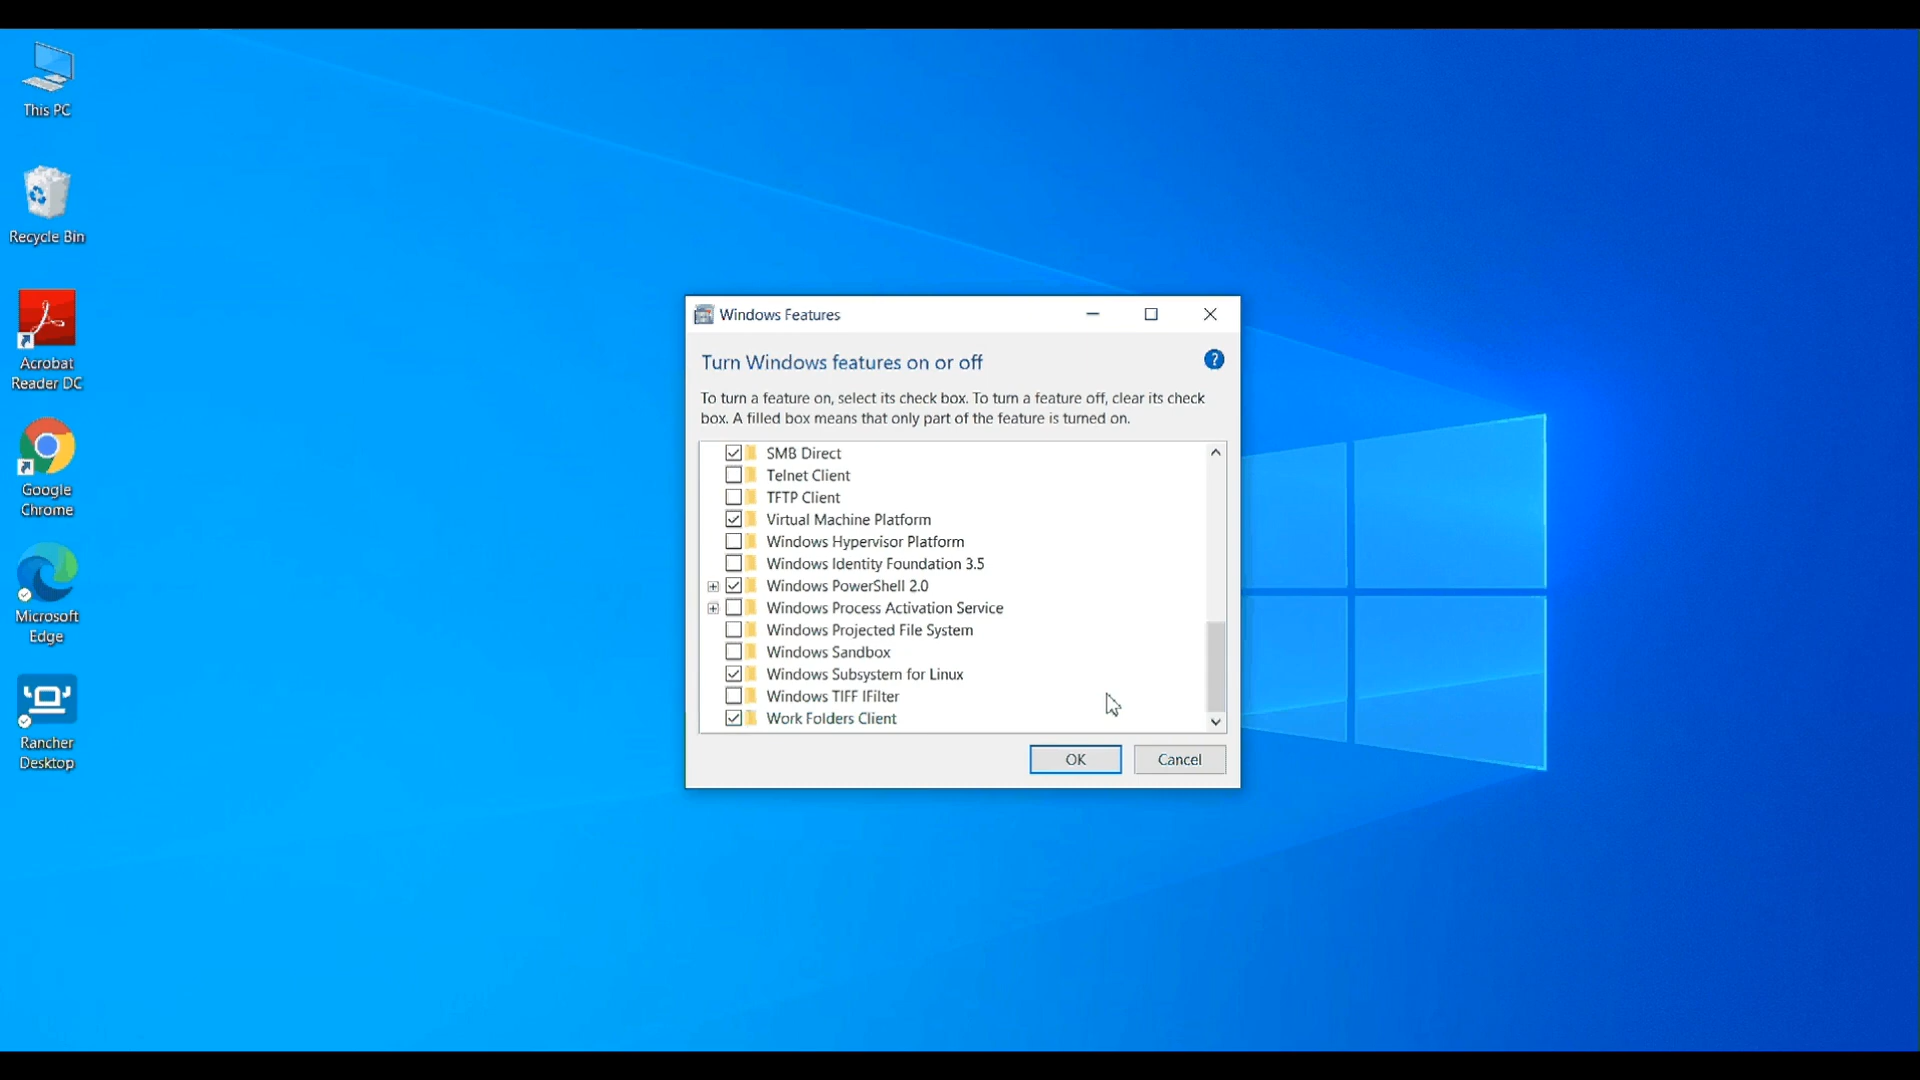 This PC
Recycle Bin
Acrobat
Reader DC
Google
Chrome
Microsoft
Edge
Rancher
Desktop
Windows Features
Turn Windows features on or off
?
To turn a feature on, select its check box. To turn a feature off, clear its check
box. A filled box means that only part of the feature is turned on.
SMB Direct
Telnet Client
TFTP Client
Virtual Machine Platform
Windows Hypervisor Platform
Windows Identity Foundation 3.5
Windows PowerShell 2.0
Windows Process Activation Service
Windows Projected File System
Windows Sandbox
Windows Subsystem for Linux
Windows TIFF IFilter
Work Folders Client
OK
Cancel